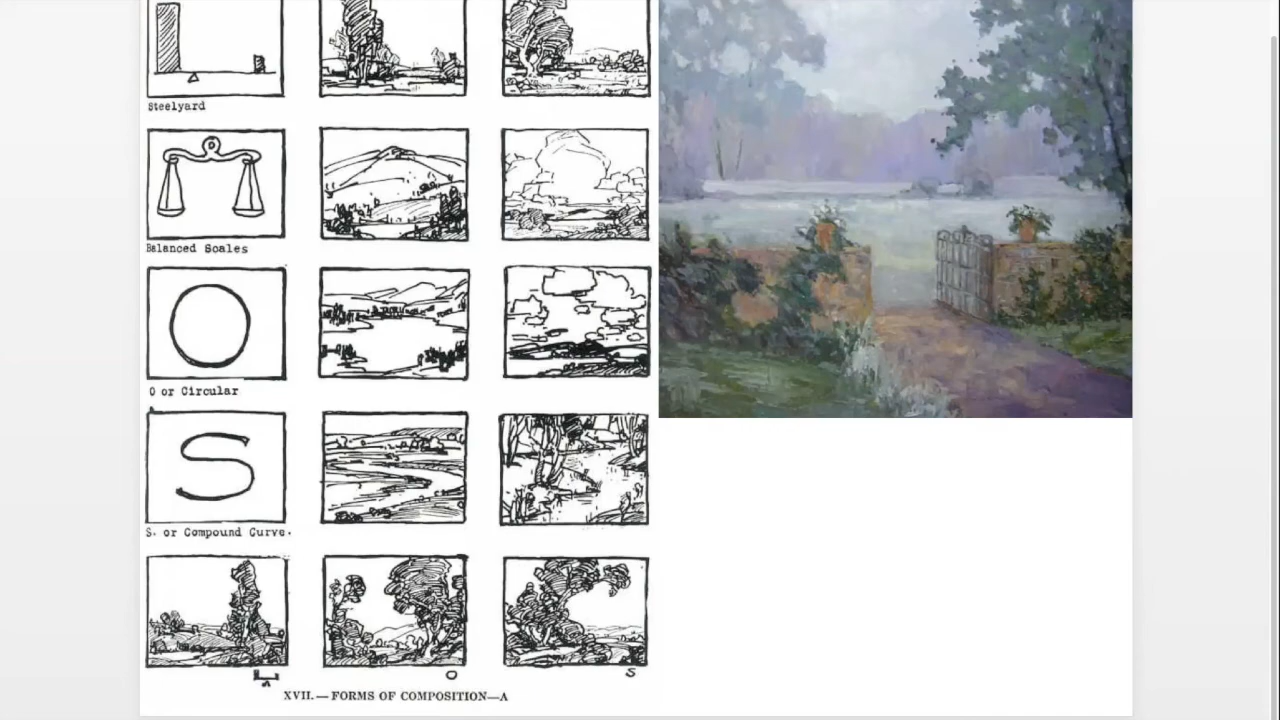 Steelyard
Balanced Scales
O or Circular
S. or Compound Curve.
O
S
XVII.—FORMS OF COMPOSITION—A